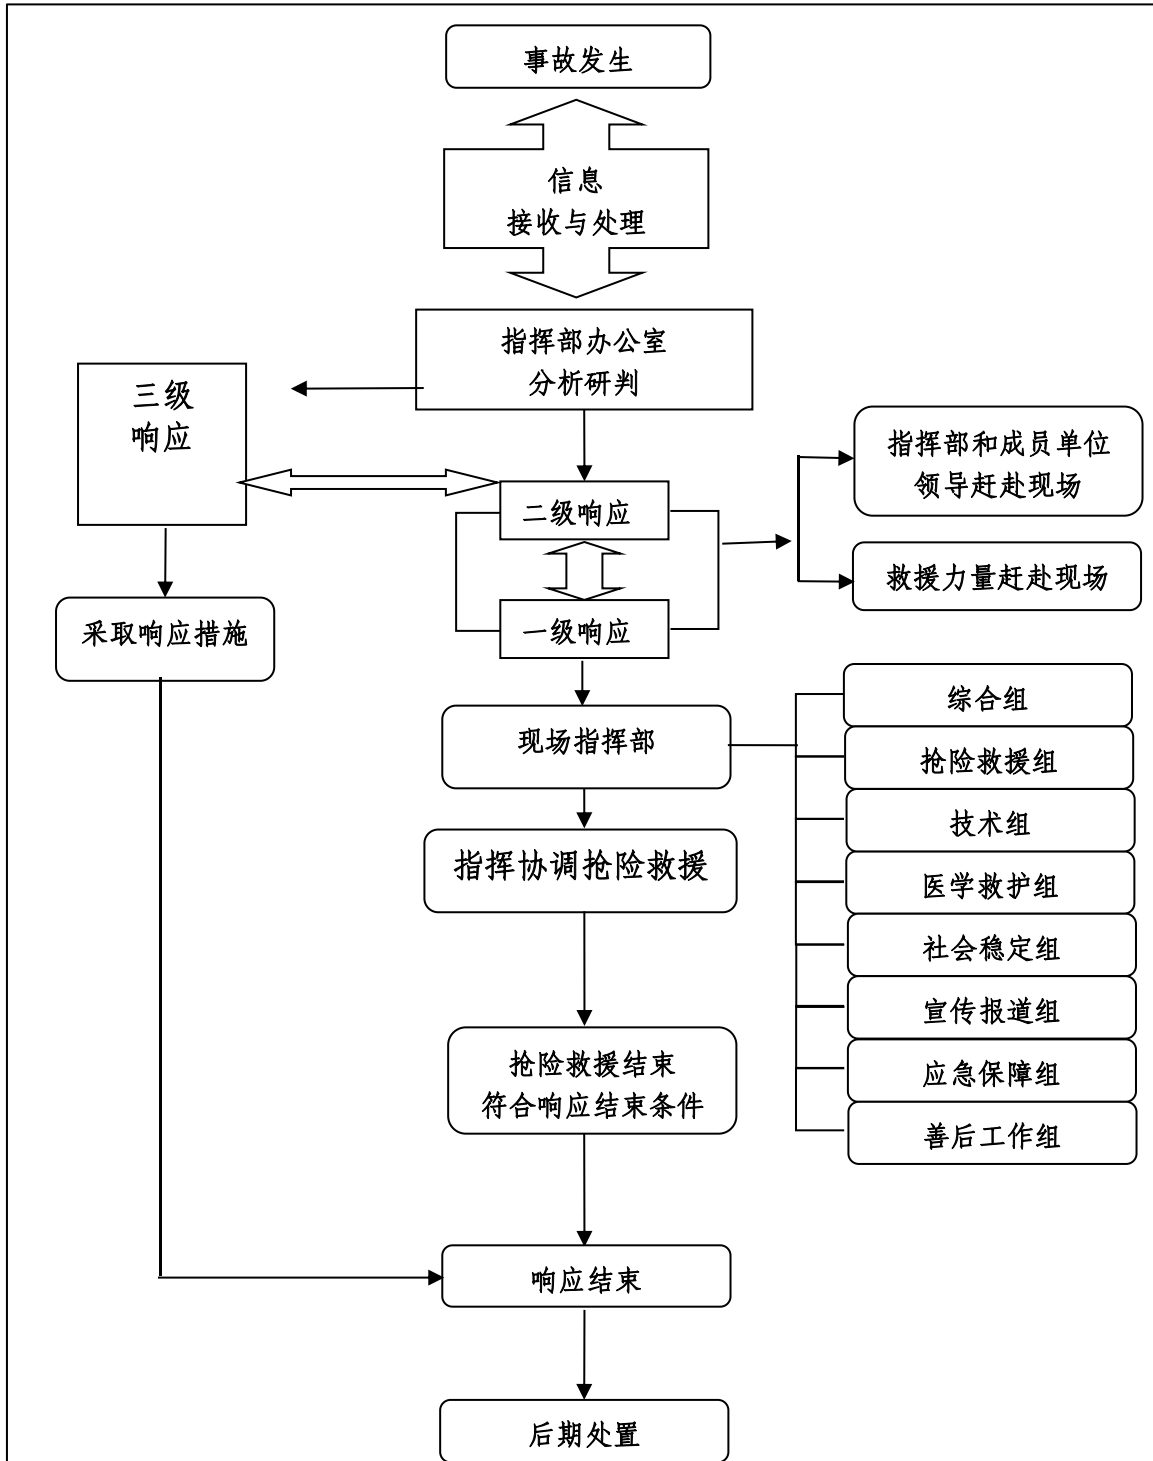 事故发生
信息
接收与处理
指挥部办公室
分析研判
三级
响应
指挥部和成员单位
领导赶赴现场
二级响应
救援力量赶赴现场
一级响应
采取响应措施
综合组
现场指挥部
抢险救援组
技术组
指挥协调抢险救援
医学救护组
社会稳定组
宣传报道组
抢险救援结束
符合响应结束条件
应急保障组
善后工作组
响应结束
后期处置